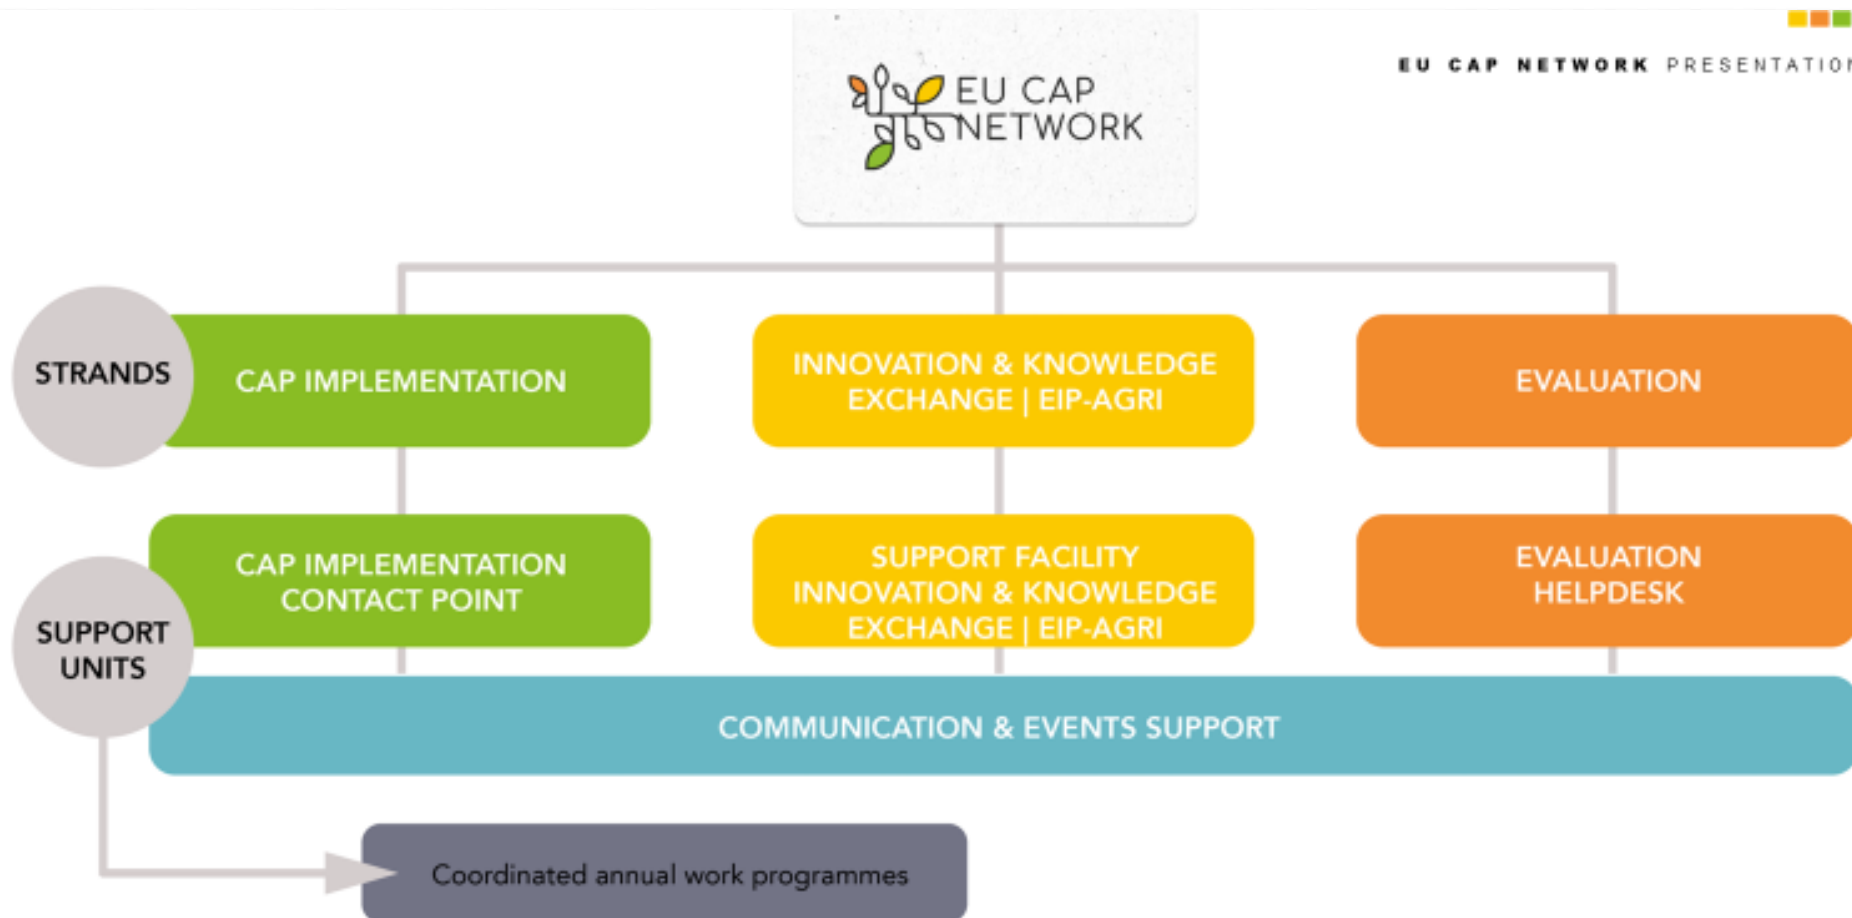 EU CAP NETWORK PRESENTATION
EU CAP
NETWORK
STRANDS
CAP IMPLEMENTATION
INNOVATION & KNOWLEDGE
EXCHANGE | EIP-AGRI
EVALUATION
SUPPORT
UNITS
CAP IMPLEMENTATION
CONTACT POINT
SUPPORT FACILITY
INNOVATION & KNOWLEDGE
EXCHANGE | EIP-AGRI
EVALUATION
HELPDESK
COMMUNICATION & EVENTS SUPPORT
Coordinated annual work programmes